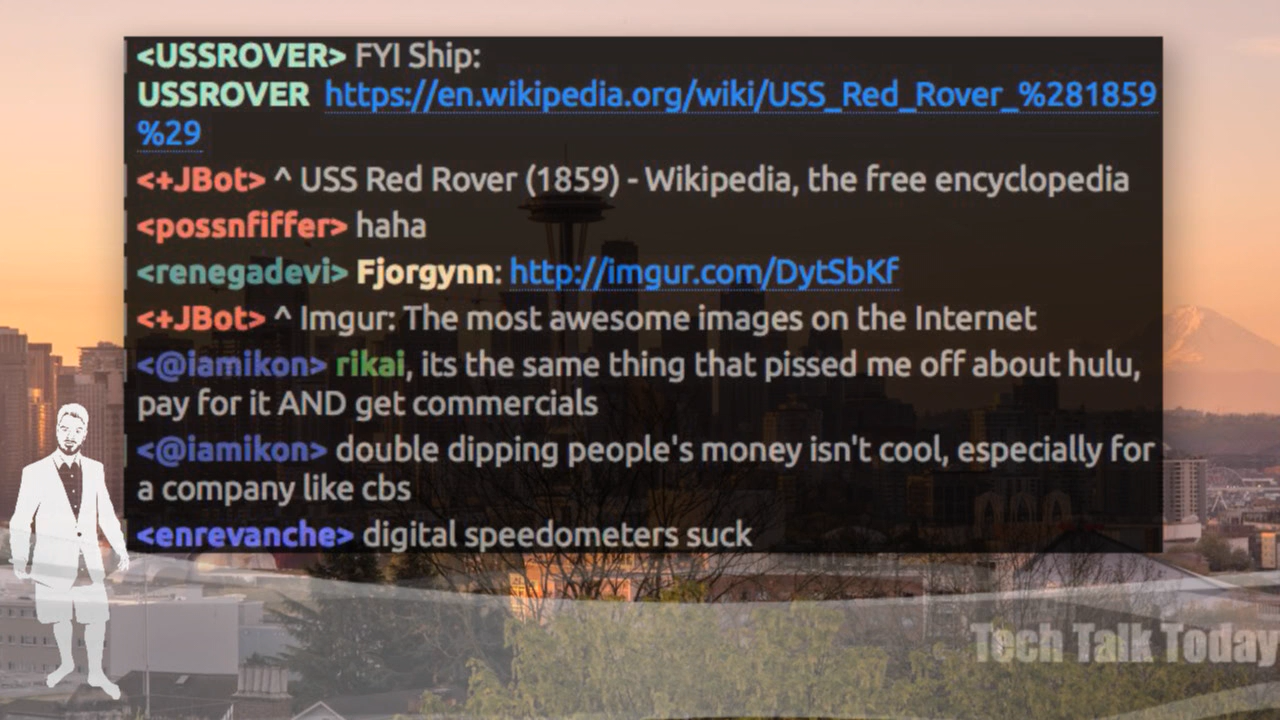 <USSROVER> FYI Ship:
USSROVER https://en.wikipedia.org/wiki/USS_Red_Rover_%281859
%29
<+JBot> ^ USS Red Rover (1859) - Wikipedia, the free encyclopedia
<possnfiffer> haha
<renegadevi> Fjorgynn: http://imgur.com/DytSbKf
<+JBot> ^ Imgur: The most awesome images on the Internet
<@iamikon> rikai, its the same thing that pissed me off about hulu,
pay for it AND get commercials
<@iamikon> double dipping people's money isn't cool, especially for
a company like cbs
<enrevanche> digital speedometers suck
Tech Talk Today